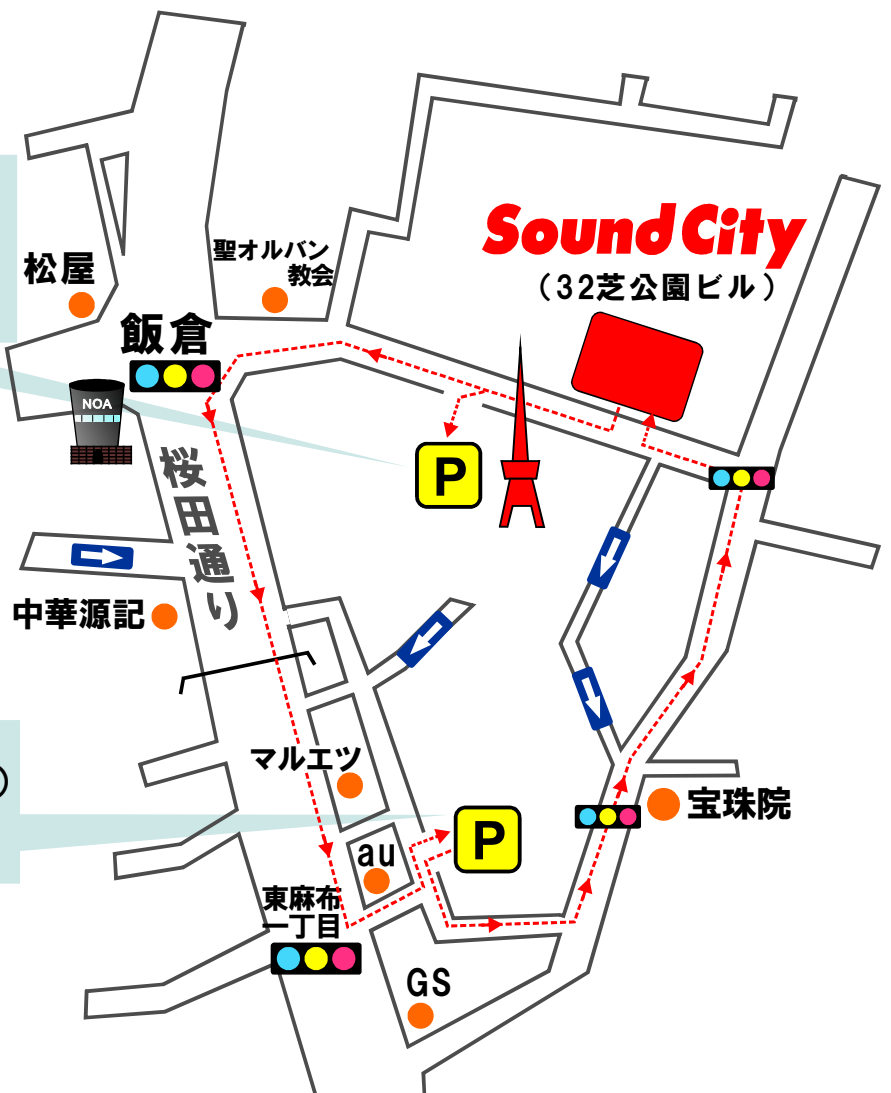 Sound City
(32芝公園ビル)
聖オルバン
教会
松屋
飯倉
NOA
P
桜田通り
中華源記
マルエツ
宝珠院
P
au
東麻布
一丁目
GS